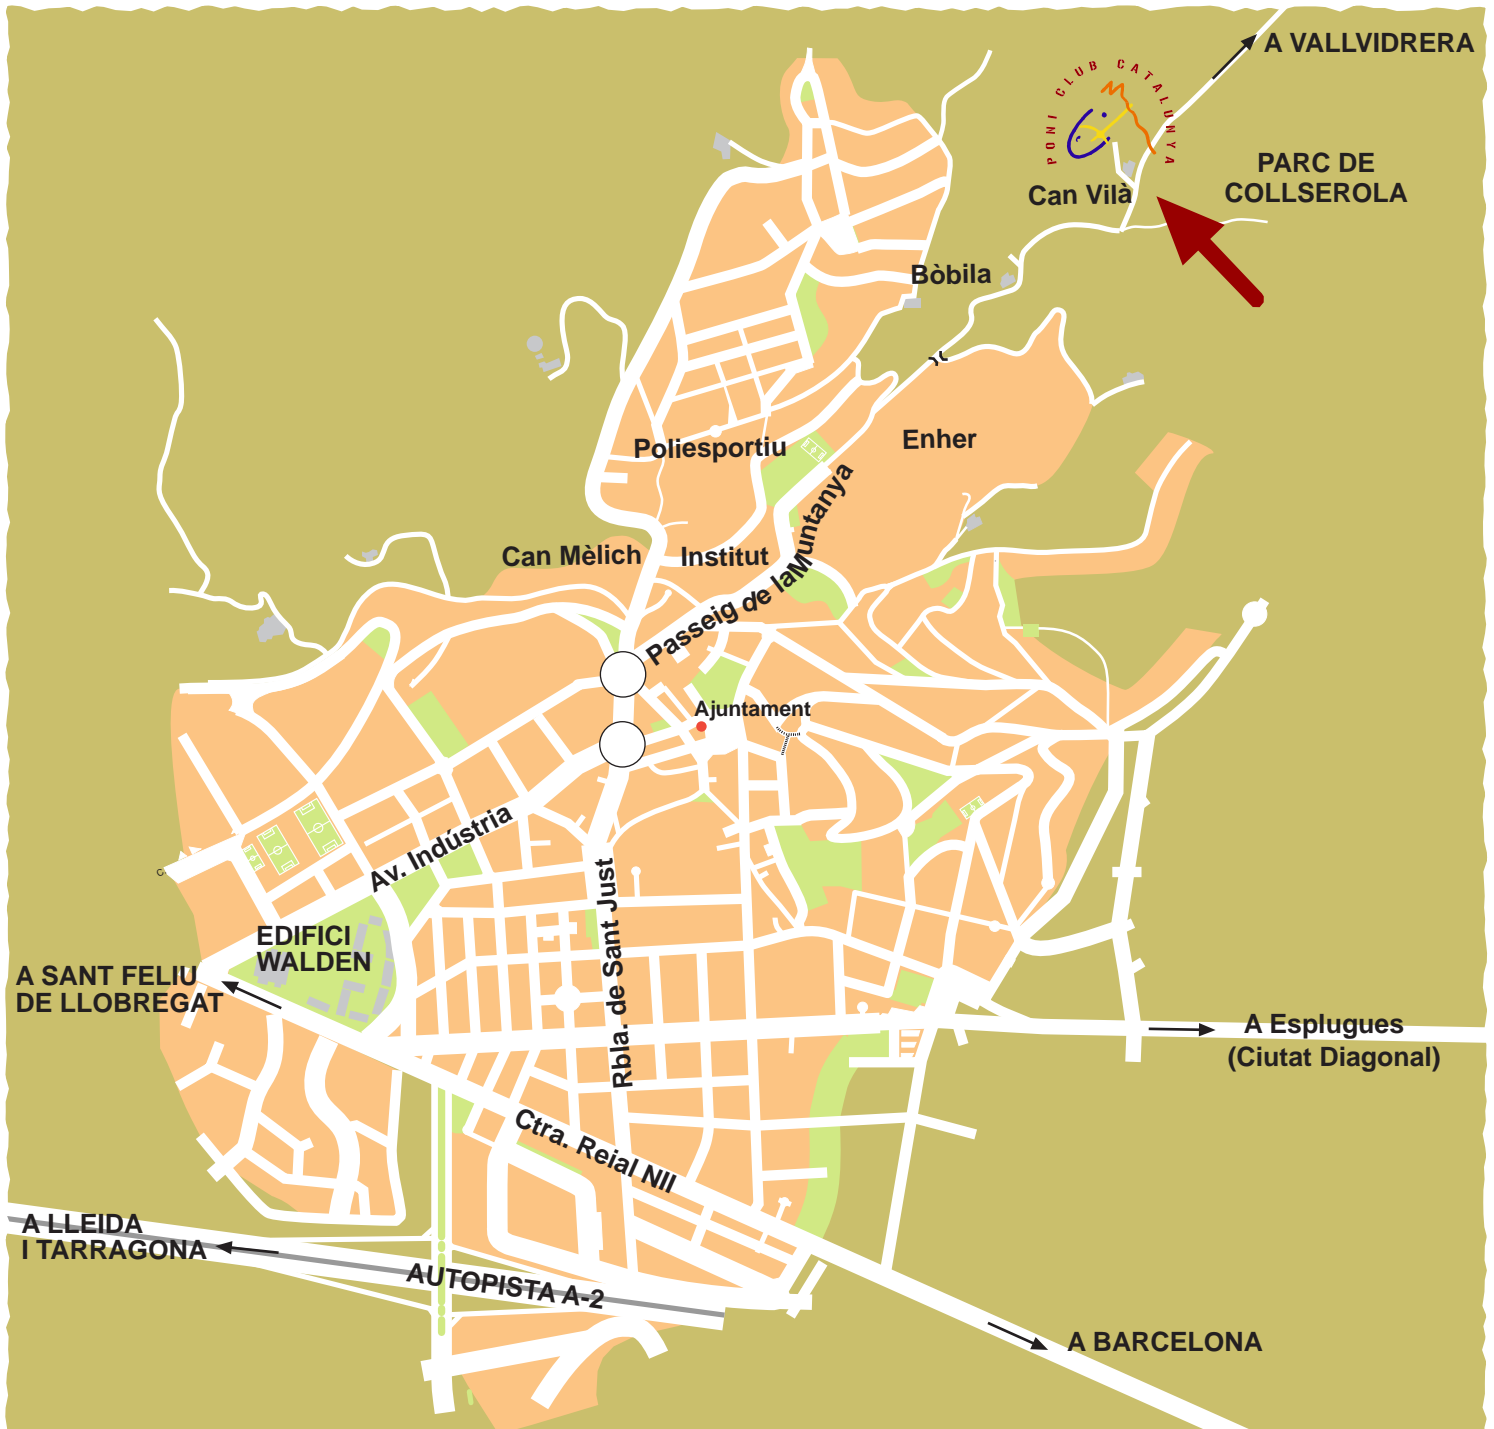 A VALLVIDRERA
PONI CLUB CATALUNYA
PARC DE
COLLSEROLA
Can Vilà
Bòbila
Enher
Poliesportiu
Passeig de la Muntanya
Can Mèlich
Institut
Ajuntament
Av. Indústria
Rbla. de Sant Just
EDIFICI
WALDEN
A SANT FELIU
DE LLOBREGAT
A Esplugues
(Ciutat Diagonal)
Ctra. Reial NII
A LLEIDA
I TARRAGONA
AUTOPISTA A-2
A BARCELONA